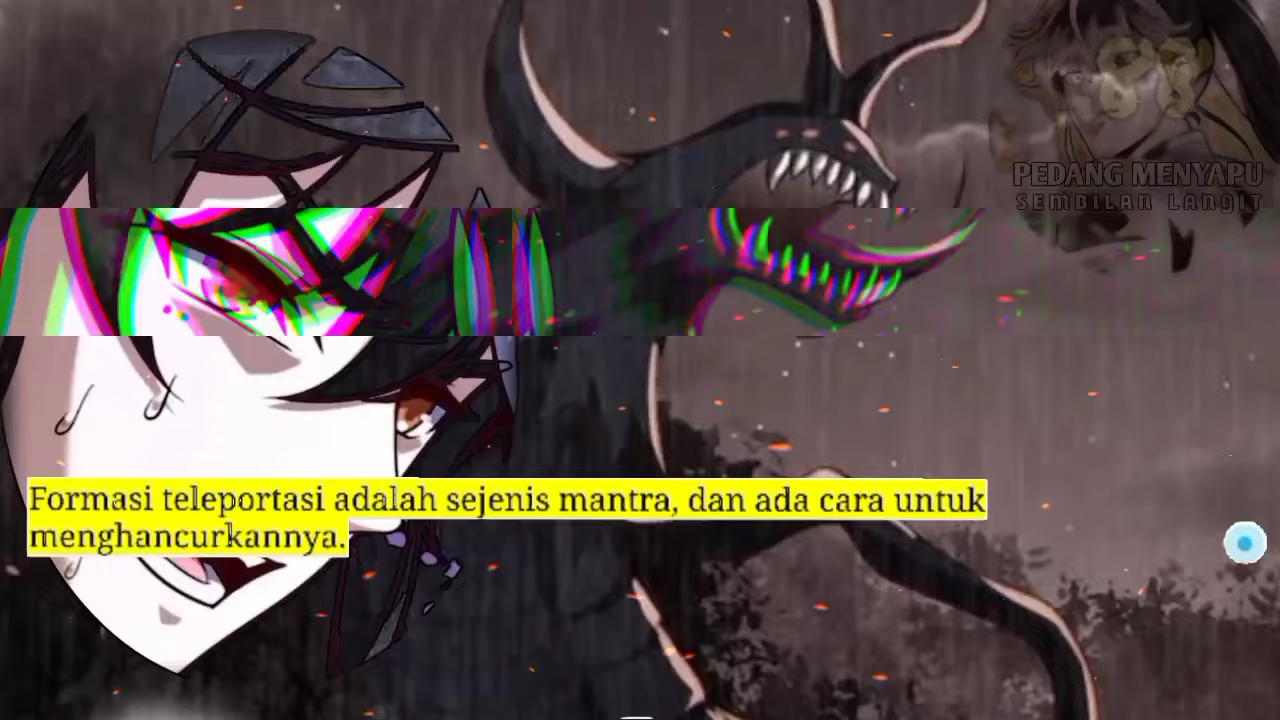 PEDANG MENYAPU
SEMBILAN LANGIT
Formasi teleportasi adalah sejenis mantra, dan ada cara untuk
menghancurkannya.